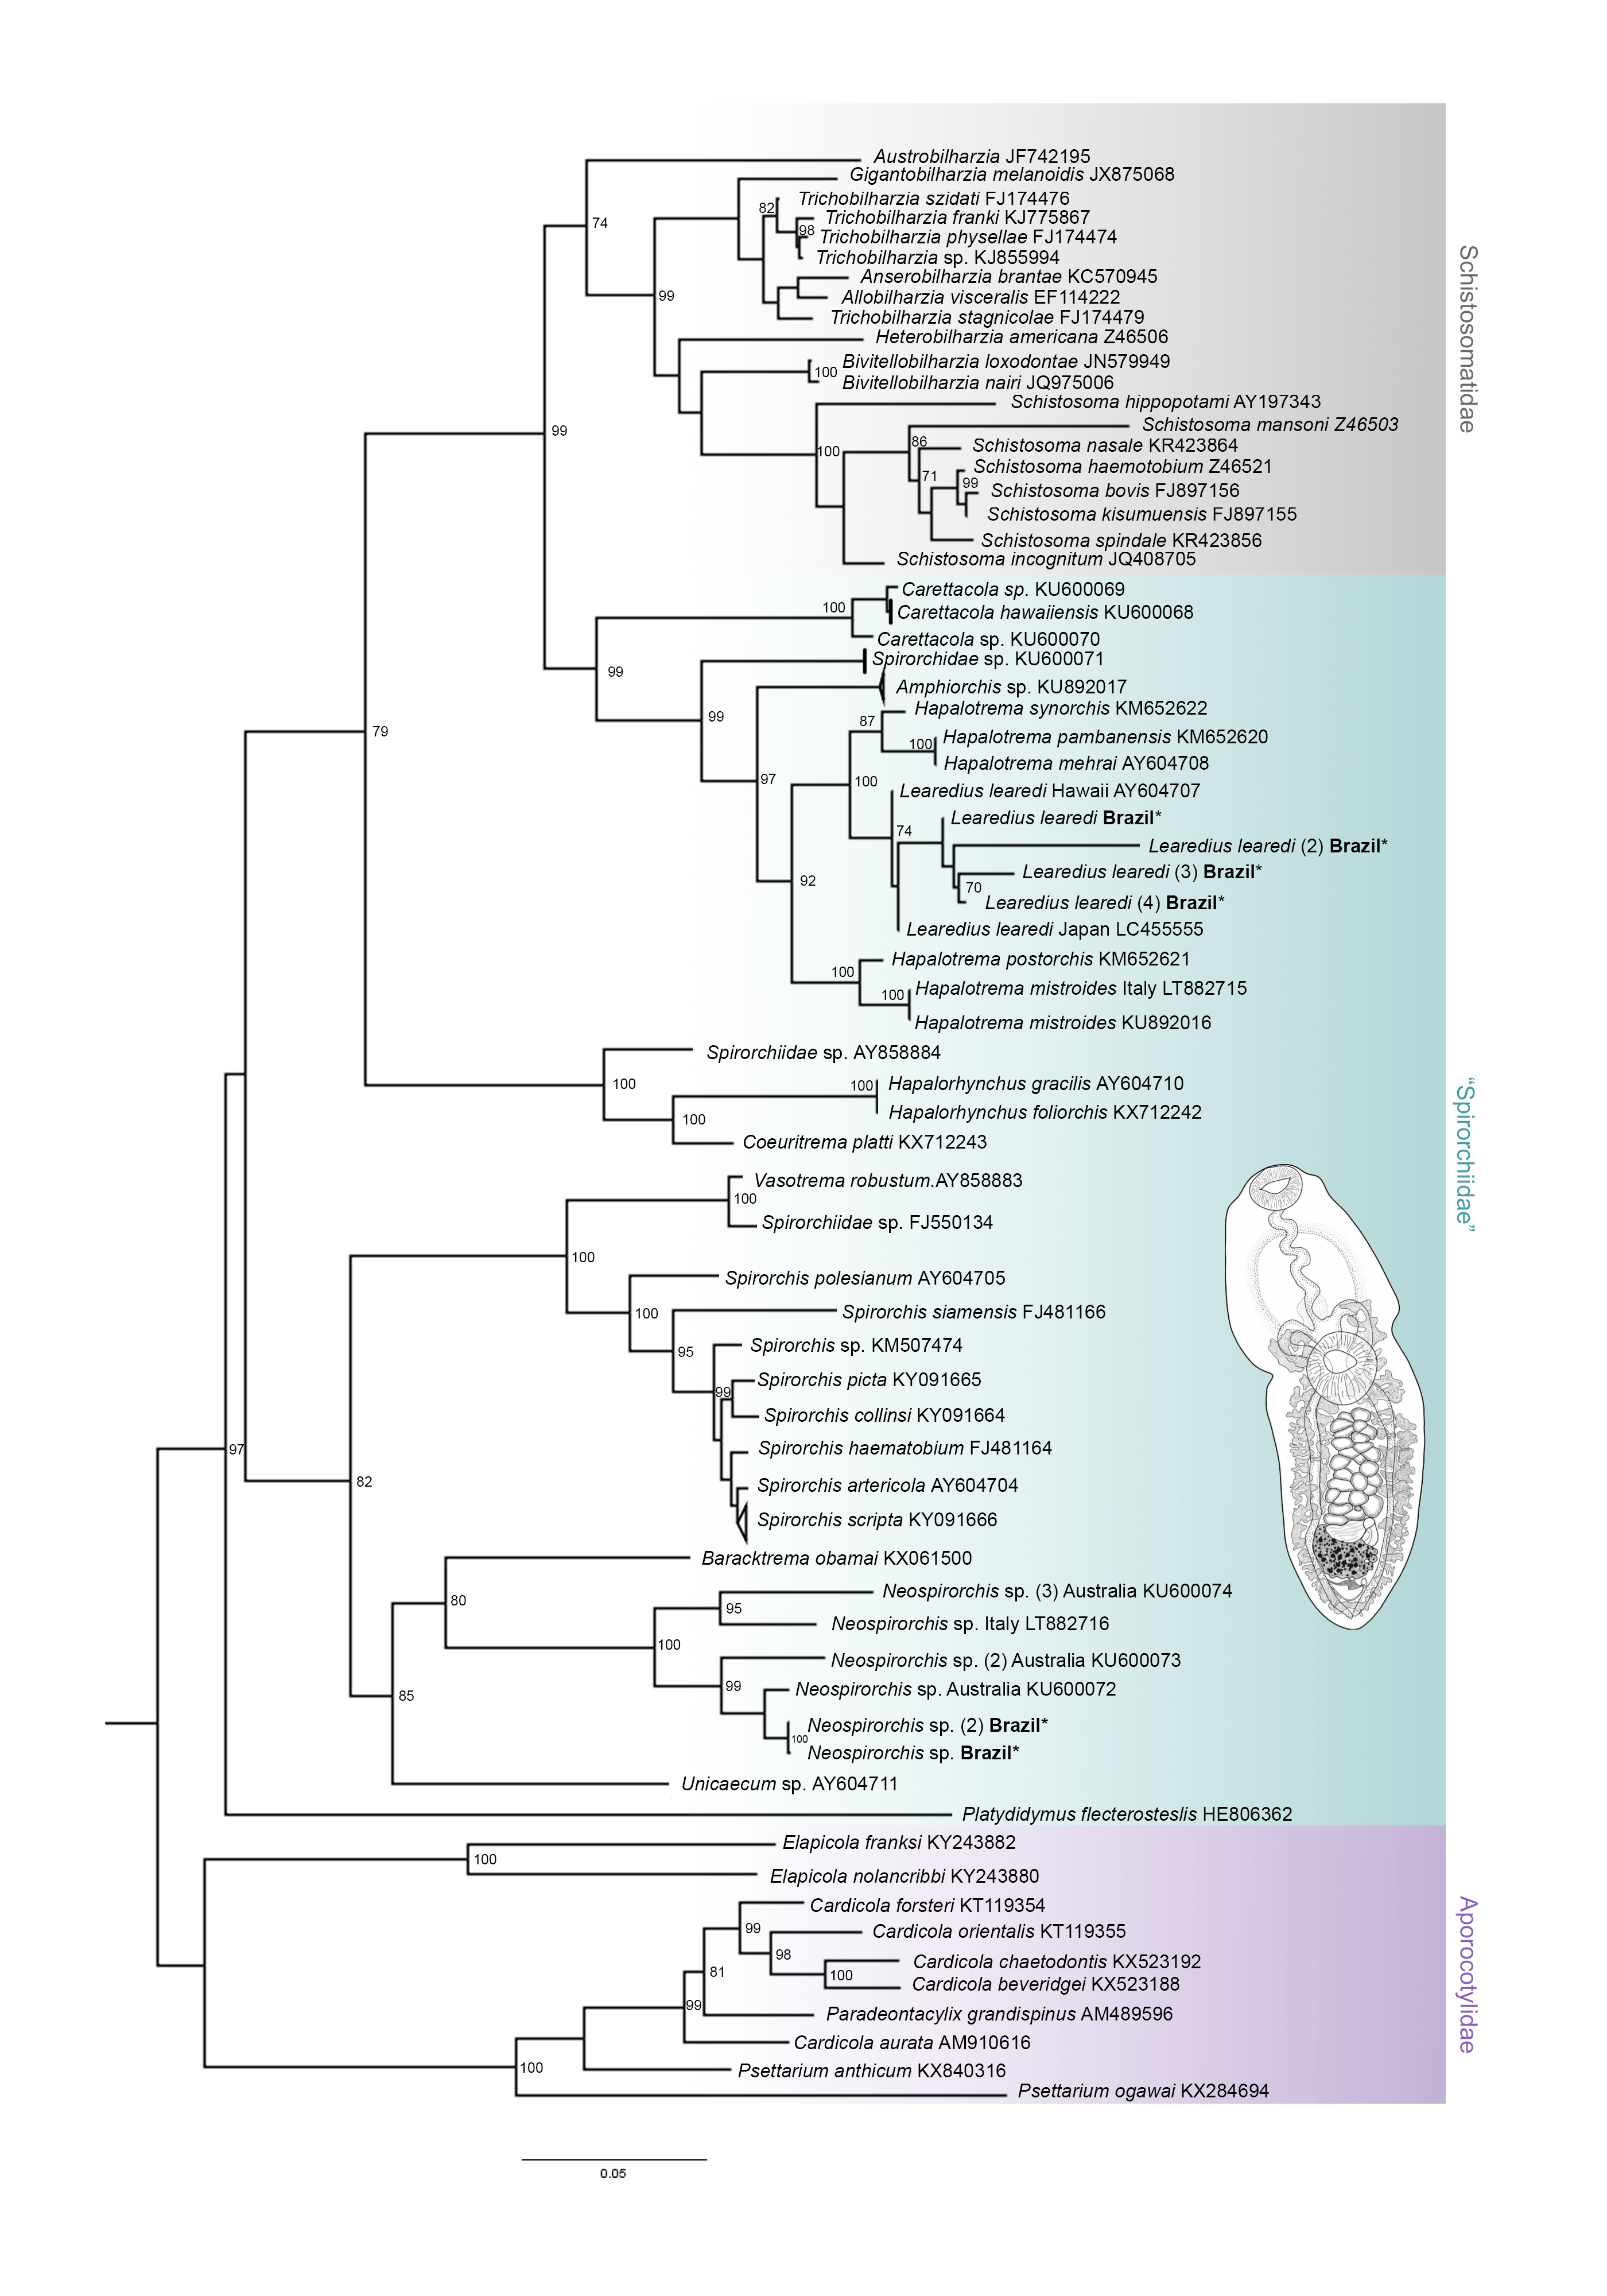 Austrobilharzia JF742195
Gigantobilharzia melanoidis JX875068
Trichobilharzia szidati FJ174476
82
Trichobilharzia franki KJ775867
74
98
Trichobilharzia physellae FJ174474
Trichobilharzia sp. KJ855994
Anserobilharzia brantae KC570945
99
Allobilharzia visceralis EF114222
Trichobilharzia stagnicolae FJ174479
Heterobilharzia americana Z46506
Bivitellobilharzia loxodontae JN579949
100
Bivitellobilharzia nairi JQ975006
Schistosoma hippopotami AY197343
Schistosoma mansoni Z46503
99
86
Schistosoma nasale KR423864
100
Schistosoma haemotobium Z46521
71
99
Schistosoma bovis FJ897156
Schistosoma kisumuensis FJ897155
Schistosoma spindale KR423856
Schistosoma incognitum JQ408705
Schistosomatidae
Carettacola sp. KU600069
100
Carettacola hawaiiensis KU600068
Carettacola sp. KU600070
Spirorchidae sp. KU600071
99
Amphiorchis sp. KU892017
Hapalotrema synorchis KM652622
99
87
79
Hapalotrema pambanensis KM652620
100
Hapalotrema mehrai AY604708
97
100
Learedius learedi Hawaii AY604707
Learedius learedi Brazil*
74
Learedius learedi (2) Brazil*
Learedius learedi (3) Brazil*
92
70
Learedius learedi (4) Brazil*
Learedius learedi Japan LC455555
Hapalotrema postorchis KM652621
100
Hapalotrema mistroides Italy LT882715
100
Hapalotrema mistroides KU892016
Spirorchiidae sp. AY858884
100
Hapalorhynchus gracilis AY604710
100
Hapalorhynchus foliorchis KX712242
100
Coeuritrema platti KX712243
"Spirorchiidae"
Vasotrema robustum.AY858883
100
Spirorchiidae sp. FJ550134
100
Spirorchis polesianum AY604705
100
Spirorchis siamensis FJ481166
Spirorchis sp. KM507474
95
Spirorchis picta KY091665
99
Spirorchis collinsi KY091664
97
Spirorchis haematobium FJ481164
82
Spirorchis artericola AY604704
Spirorchis scripta KY091666
Baracktrema obamai KX061500
80
Neospirorchis sp. (3) Australia KU600074
95
Neospirorchis sp. Italy LT882716
100
Neospirorchis sp. (2) Australia KU600073
99
Neospirorchis sp. Australia KU600072
85
Neospirorchis sp. (2) Brazil*
100
Neospirorchis sp. Brazil*
Unicaecum sp. AY604711
Platydidymus flecterosteslis HE806362
Elapicola franksi KY243882
100
Elapicola nolancribbi KY243880
Cardicola forsteri KT119354
99
Cardicola orientalis KT119355
98
Cardicola chaetodontis KX523192
81
100
Cardicola beveridgei KX523188
99
Paradeontacylix grandispinus AM489596
Cardicola aurata AM910616
100
Psettarium anthicum KX840316
Psettarium ogawai KX284694
Aporocotylidae
0.05